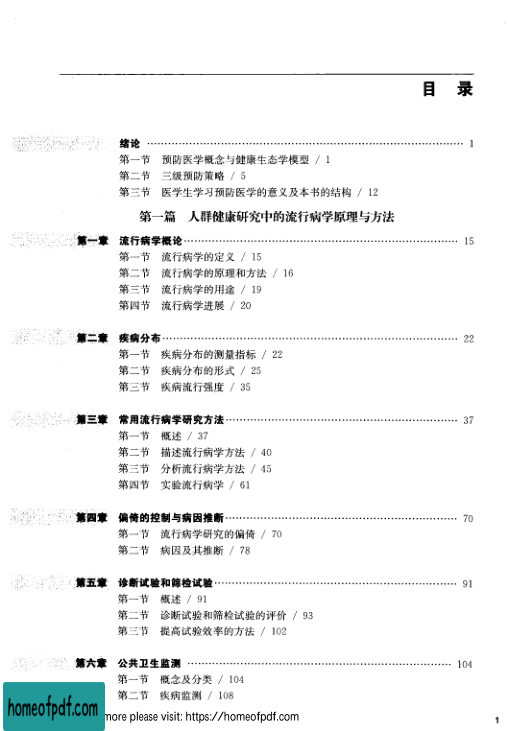 目 录
绪论 1
第一节 预防医学概念与健康生态学模型 / 1
第二节 三级预防策略 / 5
第三节 医学生学习预防医学的意义及本书的结构 / 12
第一篇 人群健康研究中的流行病学原理与方法
第一章 流行病学概论 15
第一节 流行病学的定义 / 15
第二节 流行病学的原理和方法 / 16
第三节 流行病学的用途 / 19
第四节 流行病学进展 / 20
第二章 疾病分布 22
第一节 疾病分布的测量指标 / 22
第二节 疾病分布的形式 / 25
第三节 疾病流行强度 / 35
第三章 常用流行病学研究方法 37
第一节 概述 / 37
第二节 描述流行病学方法 / 40
第三节 分析流行病学方法 / 45
第四节 实验流行病学 / 61
第四章 偏倚的控制与病因推断 70
第一节 流行病学研究的偏倚 / 70
第二节 病因及其推断 / 78
第五章 诊断试验和筛检试验 91
第一节 概述 / 91
第二节 诊断试验和筛检试验的评价 / 93
第三节 提高试验效率的方法 / 102
第六章 公共卫生监测 104
第一节 概念及分类 / 104
第二节 疾病监测 / 108
homeofpdf.com
more please visit: https://homeofpdf.com
1